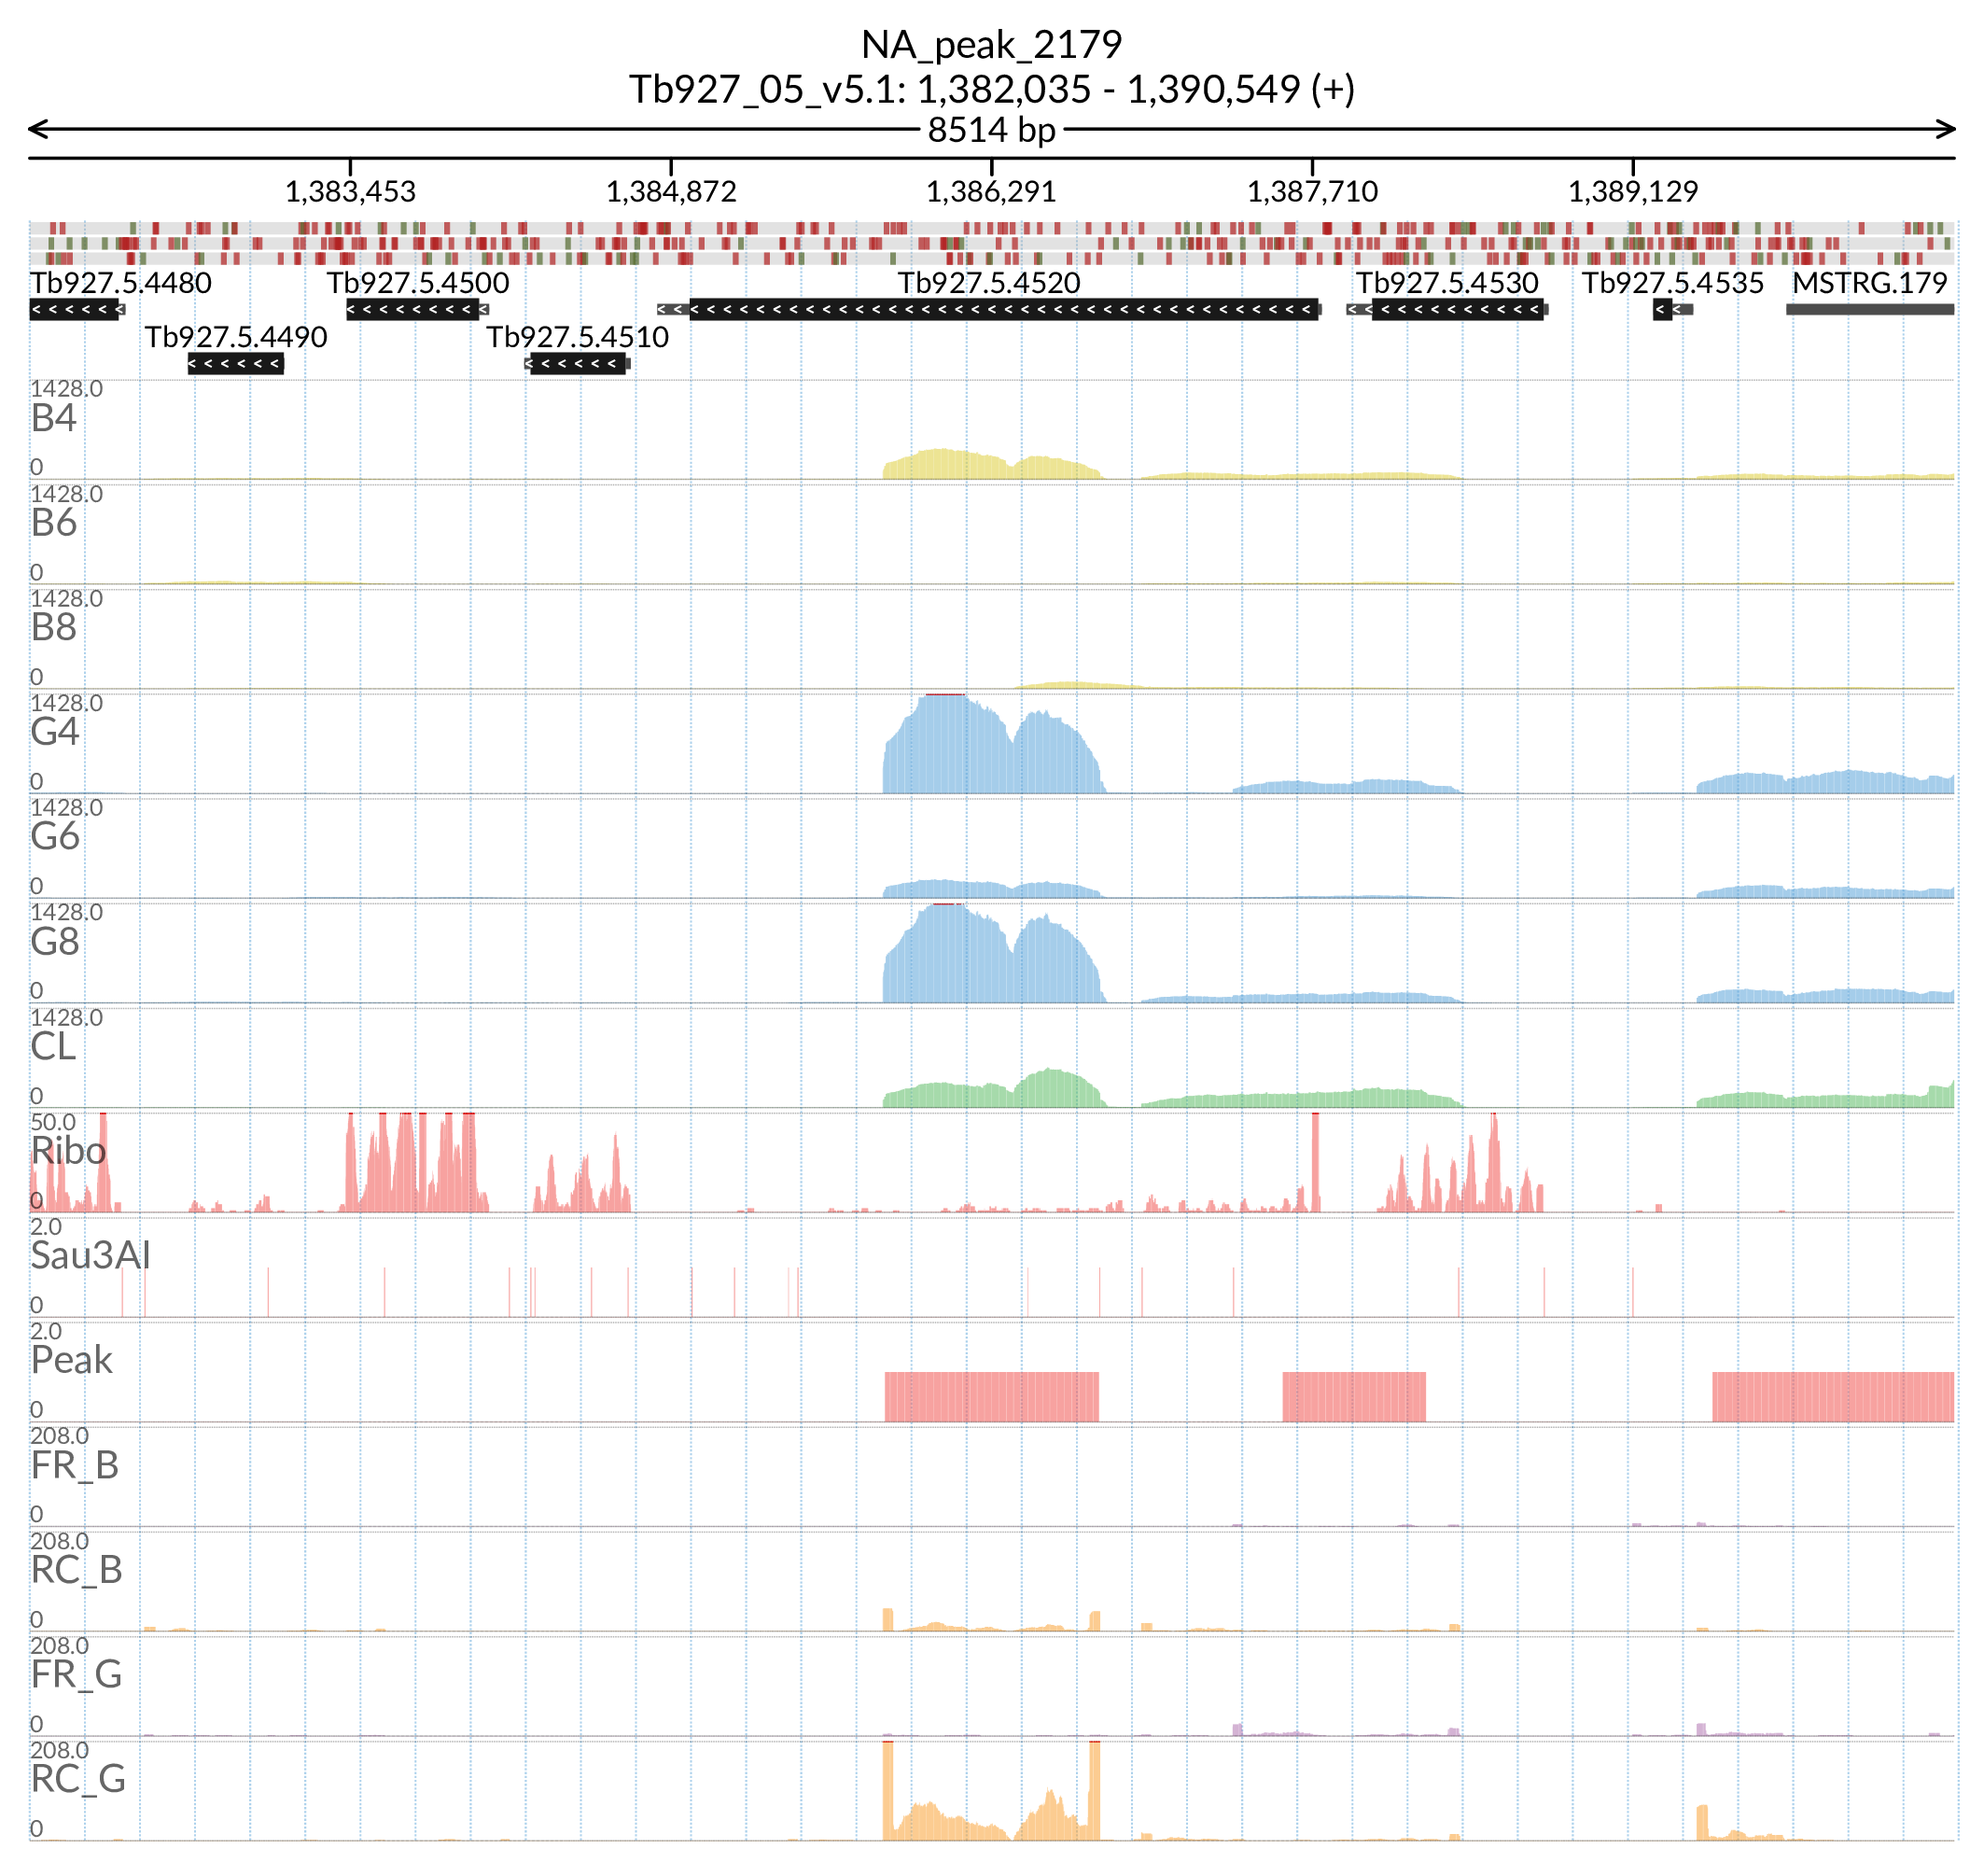 NA_peak_2179
Tb927_05_v5.1: 1,382,035 - 1,390,549 (+)
8514 bp
1,383,453 1,384,872 1,386,291 1,387,710 1,389,129
Tb927.5.4480 Tb927.5.4500 Tb927.5.4520 Tb927.5.4530 Tb927.5.4535 MSTRG.179
Tb927.5.4490 Tb927.5.4510
1428.0
B4
0
1428.0
B6
0
1428.0
B8
0
1428.0
G4
0
1428.0
G6
0
1428.0
G8
0
1428.0
CL
0
50.0
Ribo
0
2.0
Sau3AI
0
2.0
Peak
0
208.0
FR_B
0
208.0
RC_B
0
208.0
FR_G
0
208.0
RC_G
0